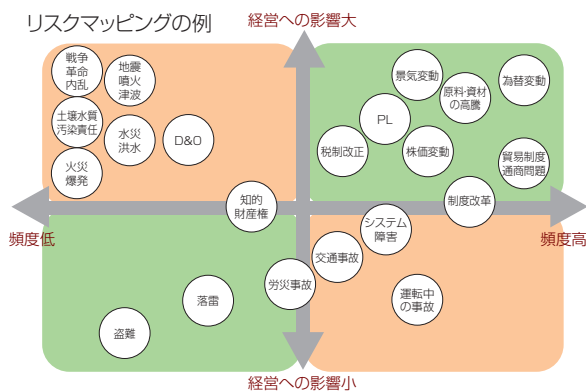 リスクマッピングの例
経営への影響大
戦争
革命
内乱
地震
噴火
津波
土壌水質
汚染責任
水災
洪水
D&O
火災
爆発
景気変動
原料・資材
の高騰
為替変動
PL
税制改正
株価変動
貿易制度
通商問題
知的
財産権
制度改革
頻度低
頻度高
システム
障害
交通事故
労災事故
運転中
の事故
落雷
盗難
経営への影響小